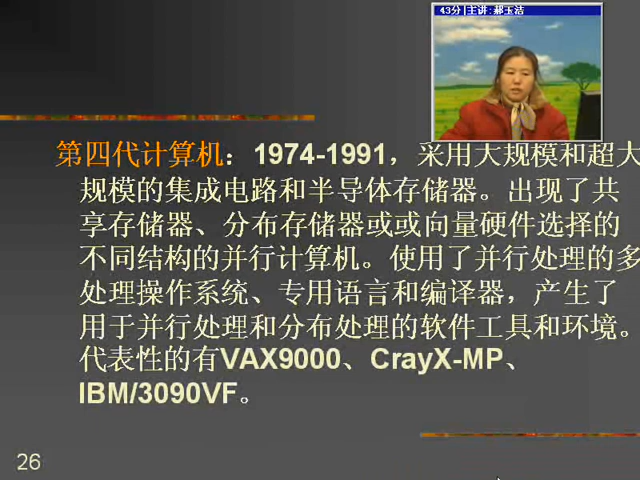 43分|主讲:郝玉洁
第四代计算机：1974-1991，采用大规模和超大
规模的集成电路和半导体存储器。出现了共
享存储器、分布存储器或或向量硬件选择的
不同结构的并行计算机。使用了并行处理的多
处理操作系统、专用语言和编译器，产生了
用于并行处理和分布处理的软件工具和环境。
代表性的有VAX9000、CrayX-MP、
IBM/3090VF。
26